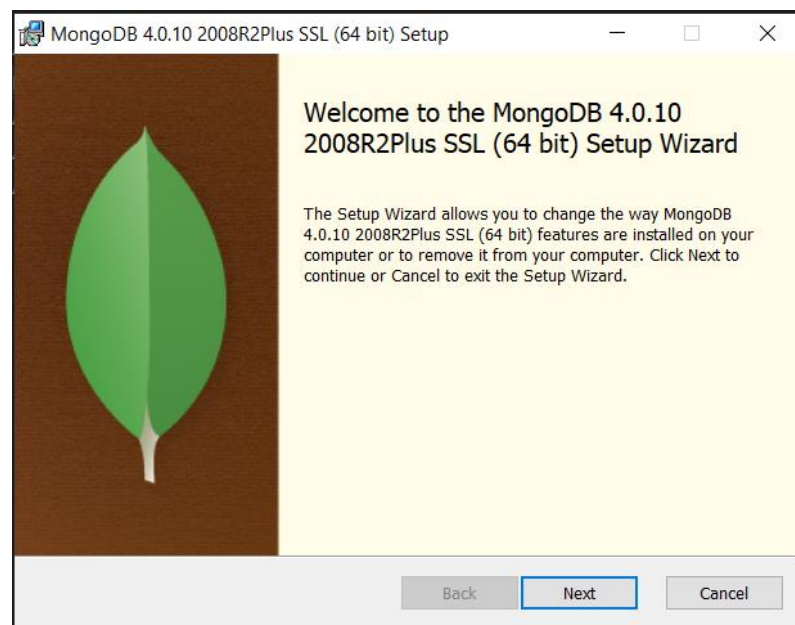 MongoDB 4.0.10 2008R2Plus SSL (64 bit) Setup
Welcome to the MongoDB 4.0.10
2008R2Plus SSL (64 bit) Setup Wizard
The Setup Wizard allows you to change the way MongoDB
4.0.10 2008R2Plus SSL (64 bit) features are installed on your
computer or to remove it from your computer. Click Next to
continue or Cancel to exit the Setup Wizard.
Back Next Cancel